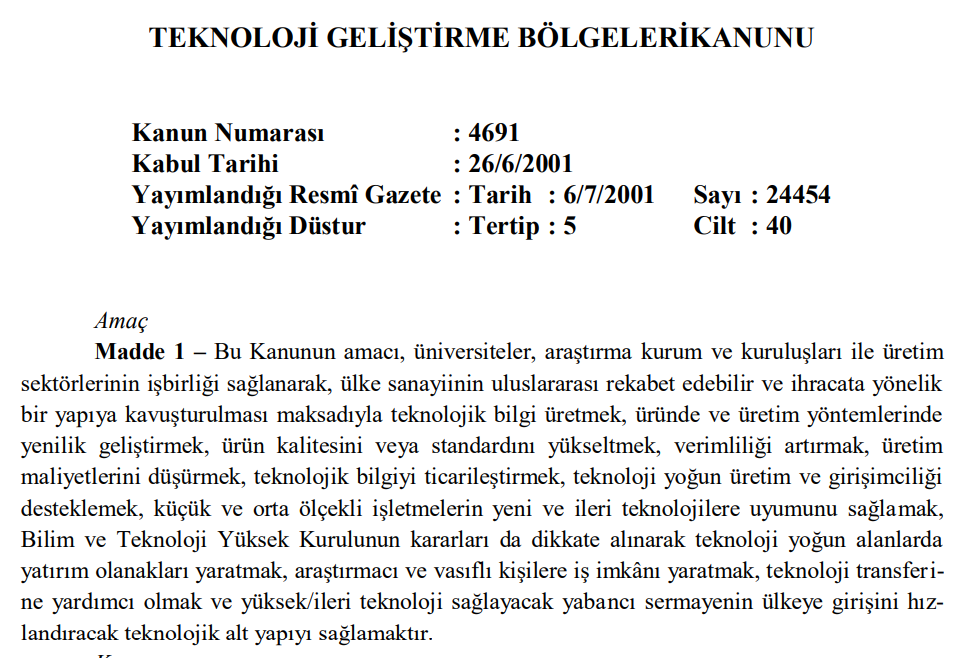 TEKNOLOJİ GELİŞTİRME BÖLGELERİKANUNU
Kanun Numarası : 4691
Kabul Tarihi : 26/6/2001
Yayımlandığı Resmî Gazete : Tarih : 6/7/2001 Sayı : 24454
Yayımlandığı Düstur : Tertip : 5 Cilt : 40
Amaç
Madde 1 – Bu Kanunun amacı, üniversiteler, araştırma kurum ve kuruluşları ile üretim
sektörlerinin işbirliği sağlanarak, ülke sanayiinin uluslararası rekabet edebilir ve ihracata yönelik
bir yapıya kavuşturulması maksadıyla teknolojik bilgi üretmek, üründe ve üretim yöntemlerinde
yenilik geliştirmek, ürün kalitesini veya standardını yükseltmek, verimliliği artırmak, üretim
maliyetlerini düşürmek, teknolojik bilgiyi ticarileştirmek, teknoloji yoğun üretim ve girişimciliği
desteklemek, küçük ve orta ölçekli işletmelerin yeni ve ileri teknolojilere uyumunu sağlamak,
Bilim ve Teknoloji Yüksek Kurulunun kararları da dikkate alınarak teknoloji yoğun alanlarda
yatırım olanakları yaratmak, araştırmacı ve vasıflı kişilere iş imkânı yaratmak, teknoloji transferi-
ne yardımcı olmak ve yüksek/ileri teknoloji sağlayacak yabancı sermayenin ülkeye girişini hız-
landıracak teknolojik alt yapıyı sağlamaktır.